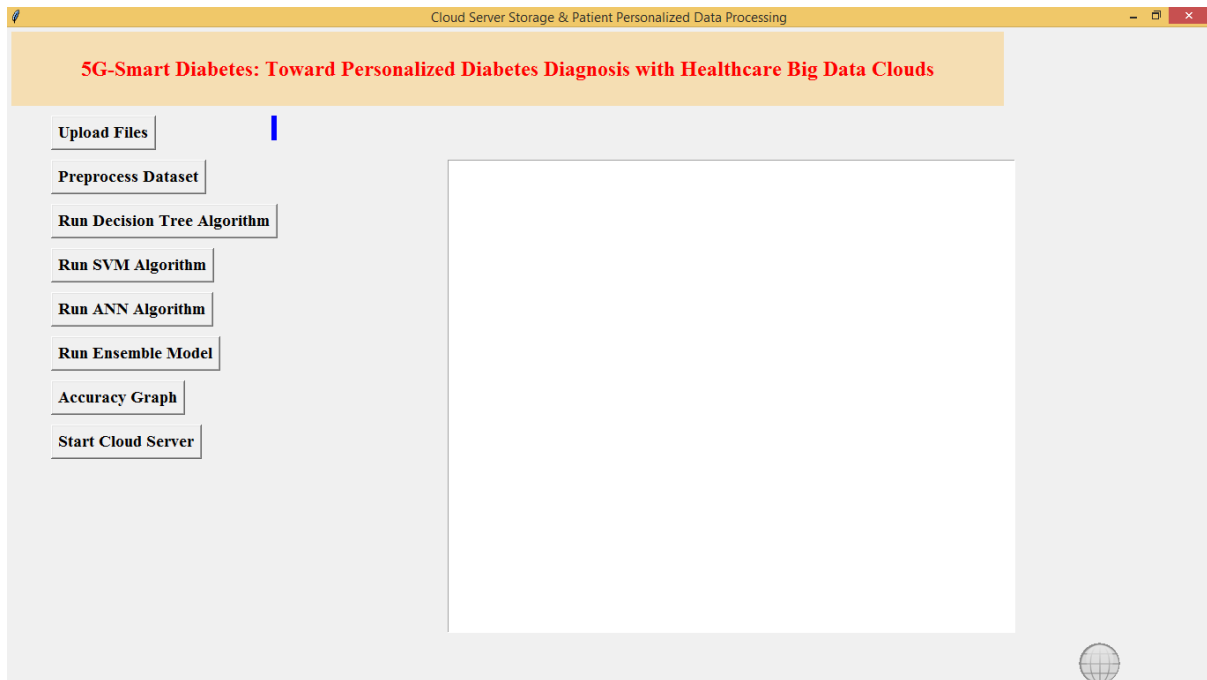 Cloud Server Storage & Patient Personalized Data Processing
5G-Smart Diabetes: Toward Personalized Diabetes Diagnosis with Healthcare Big Data Clouds
Upload Files
Preprocess Dataset
Run Decision Tree Algorithm
Run SVM Algorithm
Run ANN Algorithm
Run Ensemble Model
Accuracy Graph
Start Cloud Server